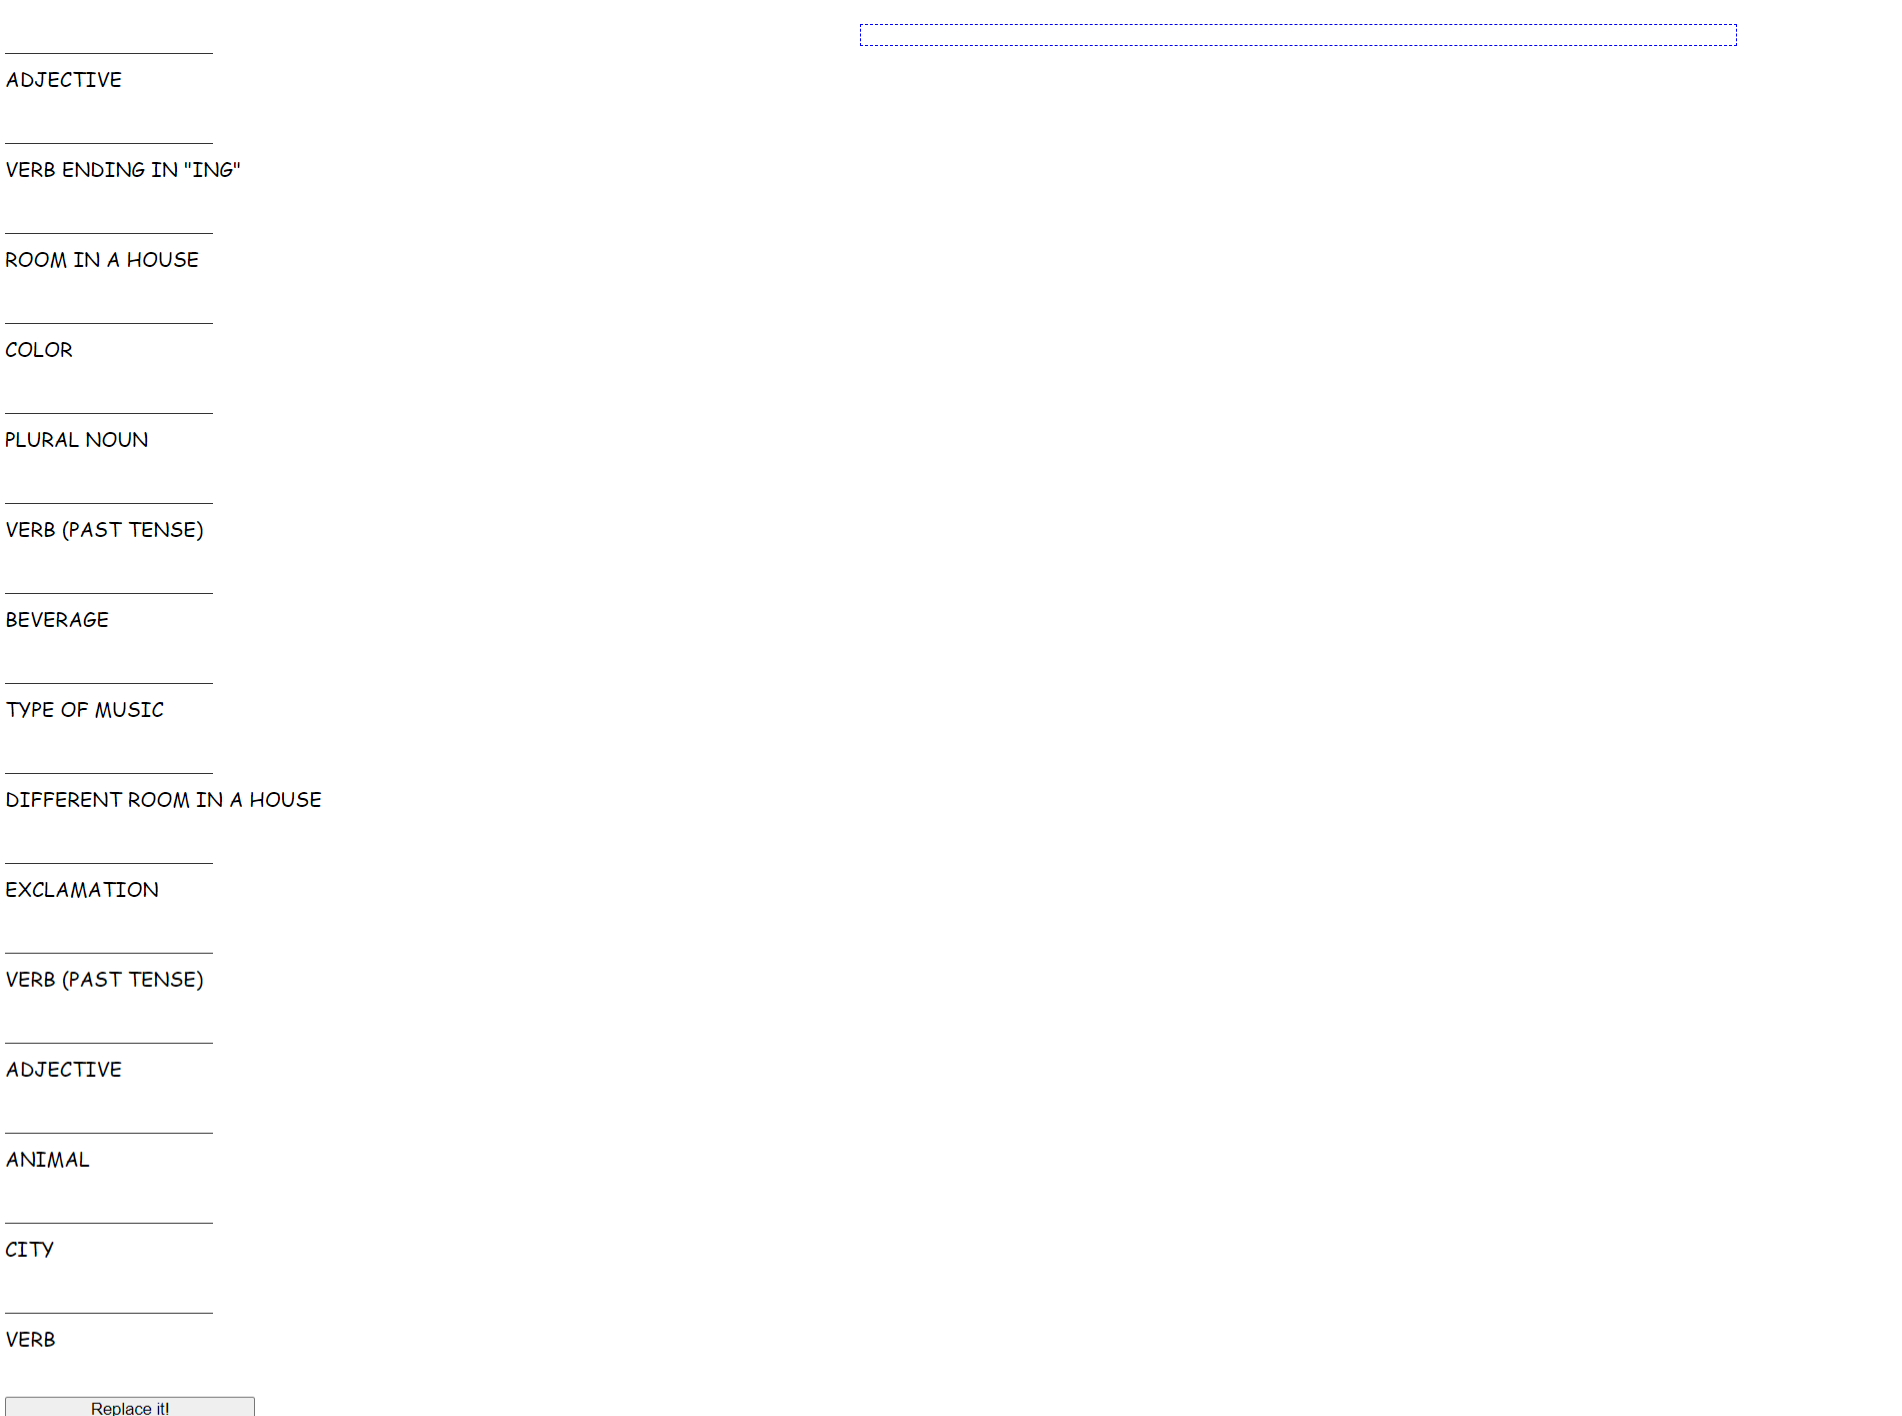 ADJECTIVE
VERB ENDING IN "ING"
ROOM IN A HOUSE
COLOR
PLURAL NOUN
VERB (PAST TENSE)
BEVERAGE
TYPE OF MUSIC
DIFFERENT ROOM IN A HOUSE
EXCLAMATION
VERB (PAST TENSE)
ADJECTIVE
ANIMAL
CITY
VERB
Replace it!